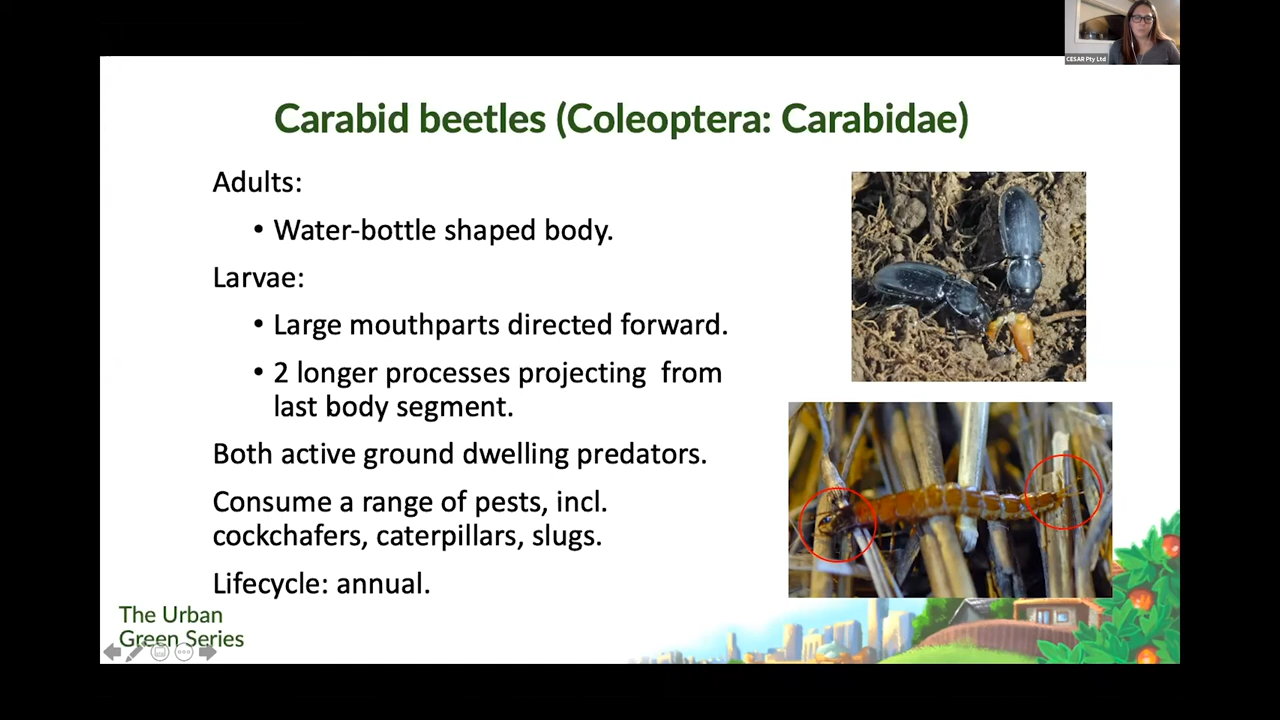 CESAR Pty Ltd
Carabid beetles (Coleoptera: Carabidae)
Adults:
• Water-bottle shaped body.
Larvae:
• Large mouthparts directed forward.
• 2 longer processes projecting  from
last body segment.
Both active ground dwelling predators.
Consume a range of pests, incl.
cockchafers, caterpillars, slugs.
Lifecycle: annual.
The Urban
Green Series